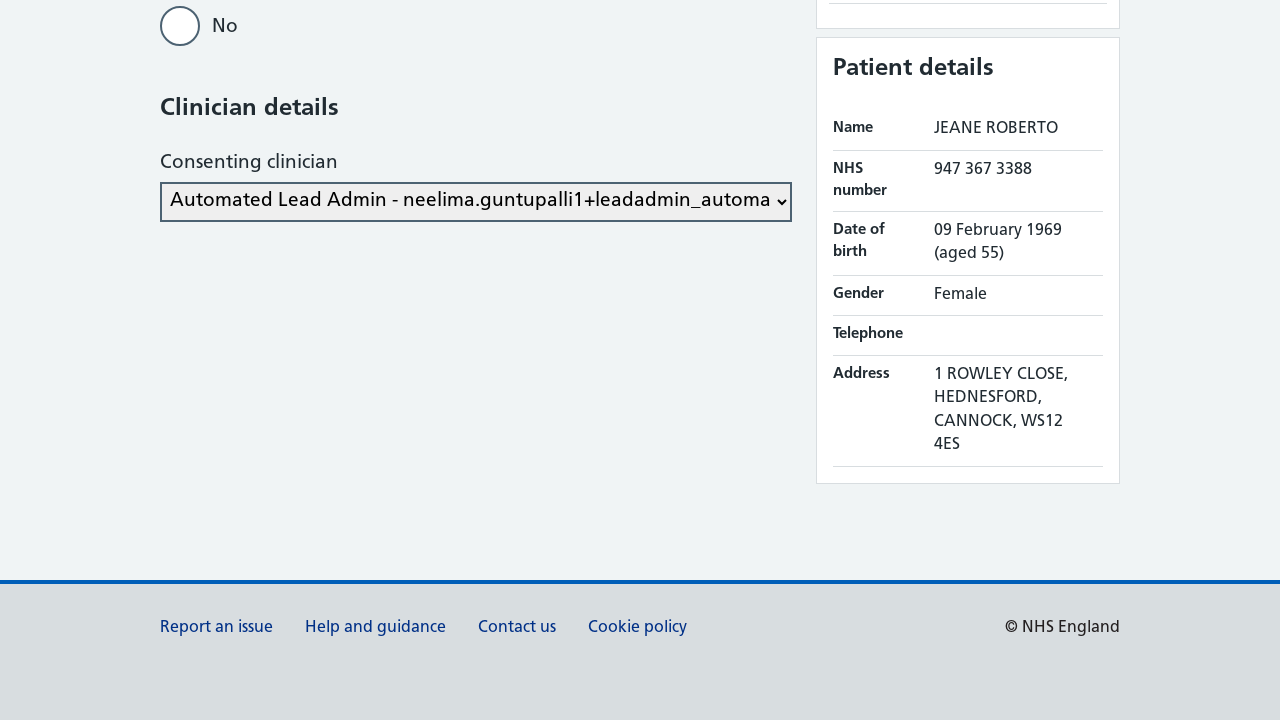 No
Clinician details
Consenting clinician
Automated Lead Admin - neelima.guntupalli1+leadadmin_automa
Patient details
Name JEANE ROBERTO
NHS number 947 367 3388
Date of birth 09 February 1969 (aged 55)
Gender Female
Telephone
Address 1 ROWLEY CLOSE,
HEDNESFORD,
CANNOCK, WS12
4ES
Report an issue Help and guidance Contact us Cookie policy © NHS England